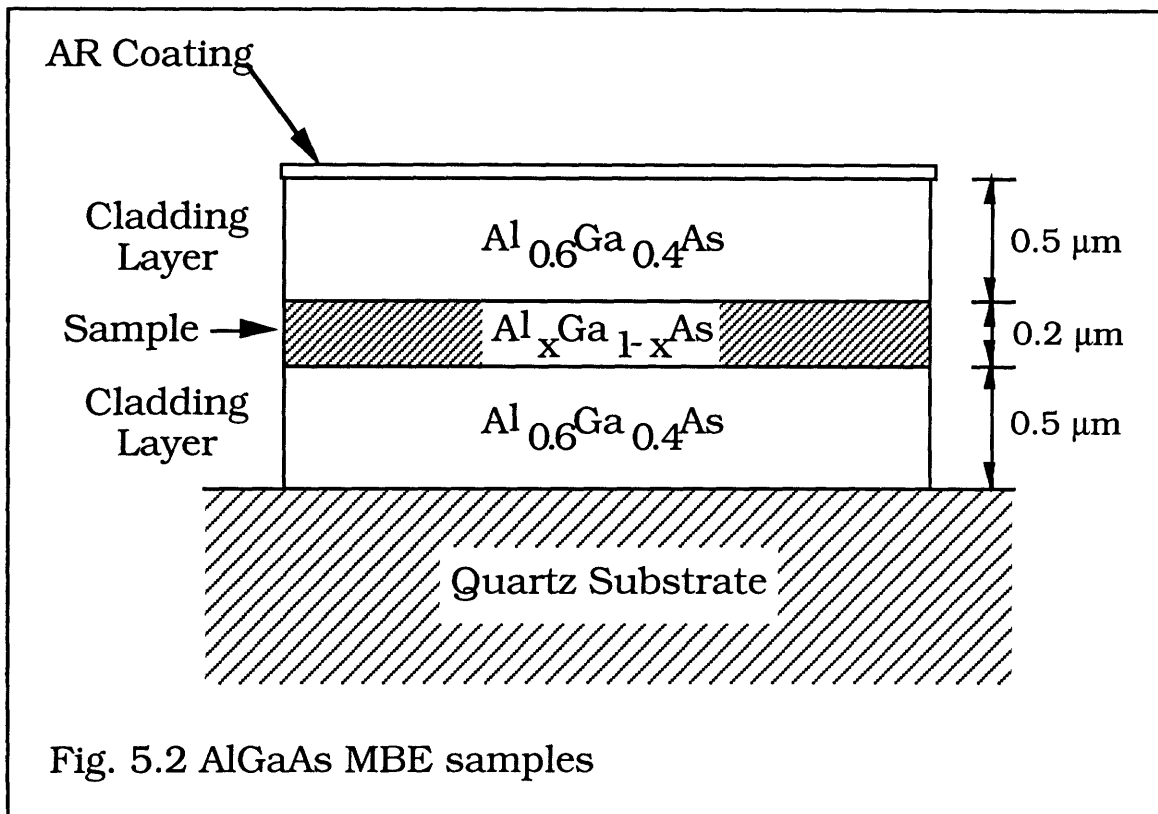 AR Coating
Cladding
Layer
Al 0.6Ga 0.4As
0.5 μm
Sample
Al xGa 1-xAs
0.2 μm
Cladding
Layer
Al 0.6Ga 0.4As
0.5 μm
Quartz Substrate
Fig. 5.2 AlGaAs MBE samples